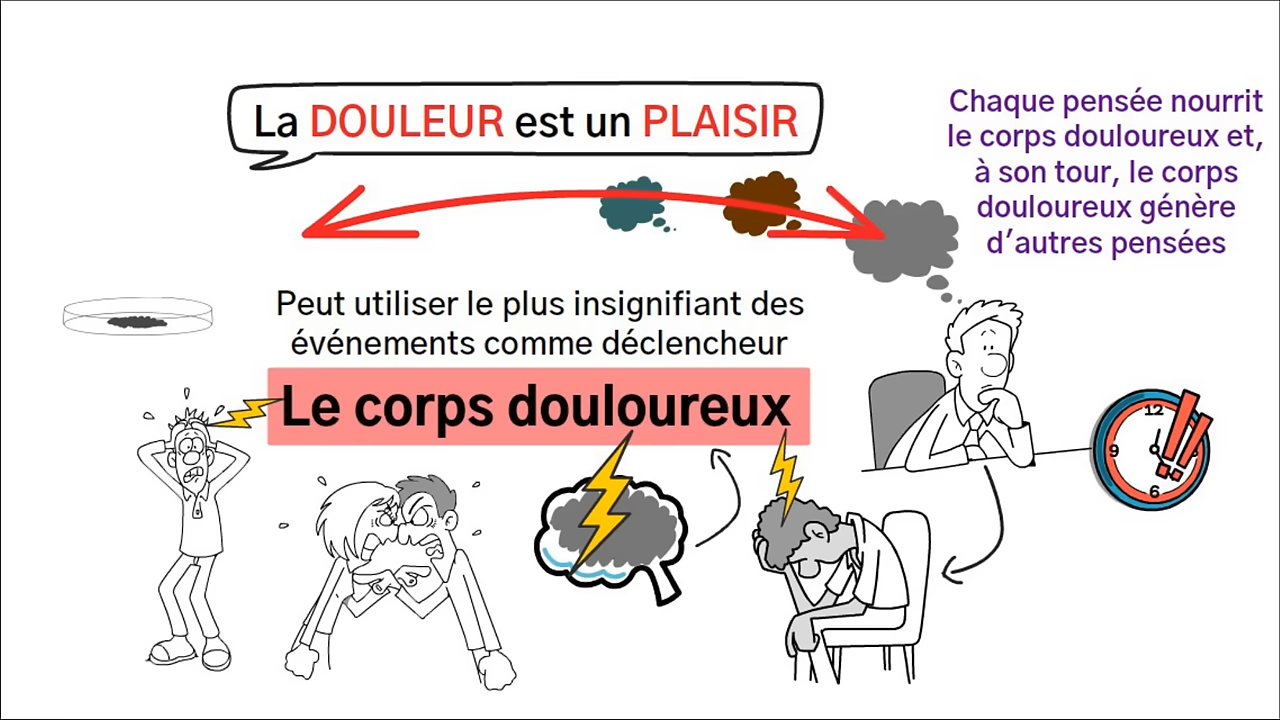 La DOULEUR est un PLAISIR
Chaque pensée nourrit
le corps douloureux et,
à son tour, le corps
douloureux génère
d’autres pensées
Peut utiliser le plus insignifiant des
événements comme déclencheur
Le corps douloureux
12
9
6